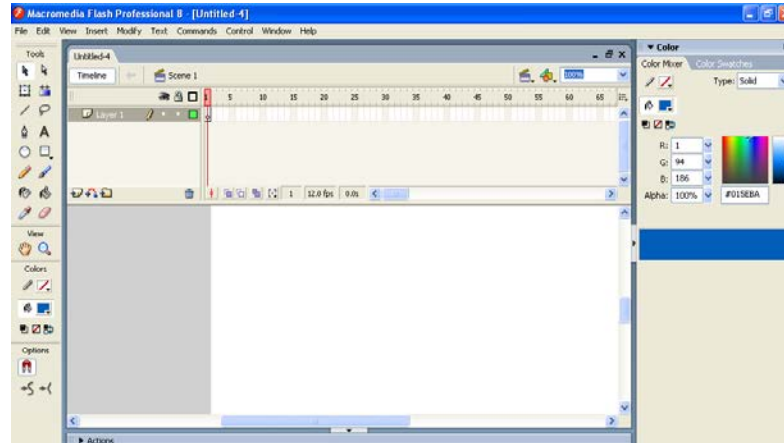 Macromedia Flash Professional 8 - [Untitled-4]
File Edit View Insert Modify Text Commands Control Window Help
Tools
View
Colors
Options
Untitled-4
Timeline Scene 1 100%
1 5 10 15 20 25 30 35 40 45 50 55 60 65
Layer 1
1 12.0 fps 0.0s
Actions
Color
Color Mixer Color Swatches
Type: Solid
R: 1
G: 94
B: 186
Alpha: 100% #015EBA